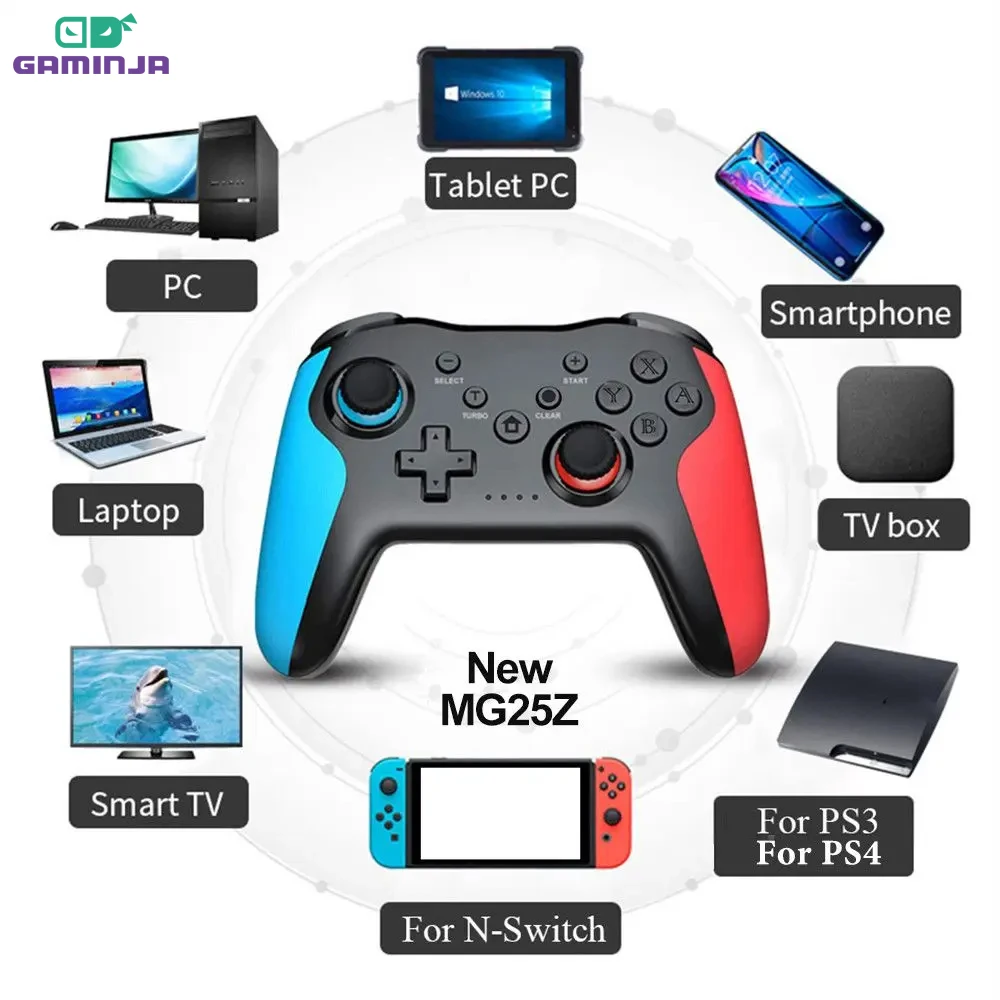 GAMINJA
Windows 10
Tablet PC
PC
Smartphone
SELECT
START
X
T
TURBO
CLEAR
Y
A
B
Laptop
TV box
New
MG25Z
Smart TV
For PS3
For PS4
For N-Switch